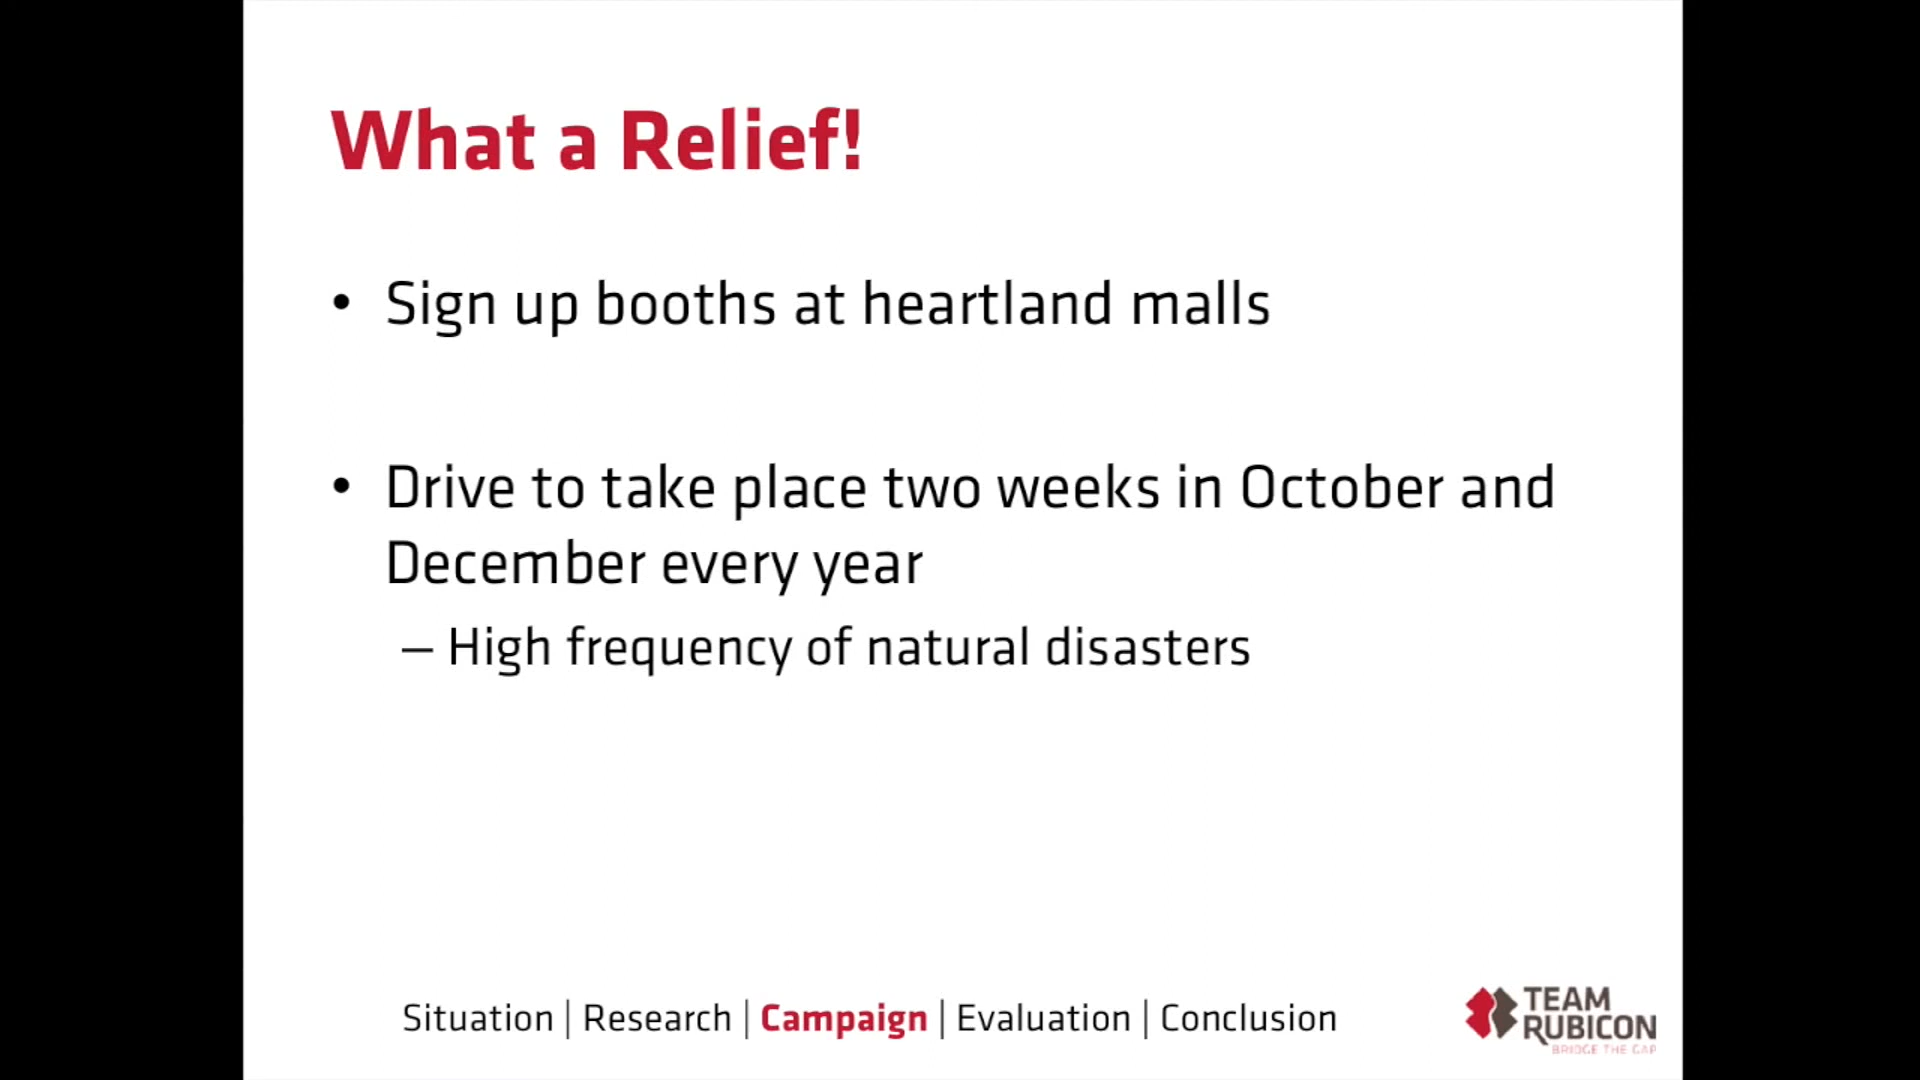 What a Relief!
• Sign up booths at heartland malls
• Drive to take place two weeks in October and
December every year
– High frequency of natural disasters
Situation | Research | Campaign | Evaluation | Conclusion
TEAM
RUBICON
BRIDGE THE GAP